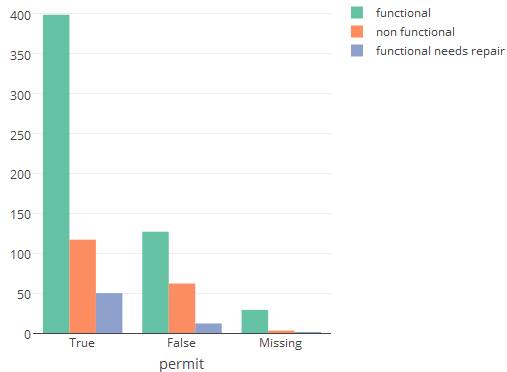 400
350
300
250
200
150
100
50
0
True False Missing
permit
functional
non functional
functional needs repair